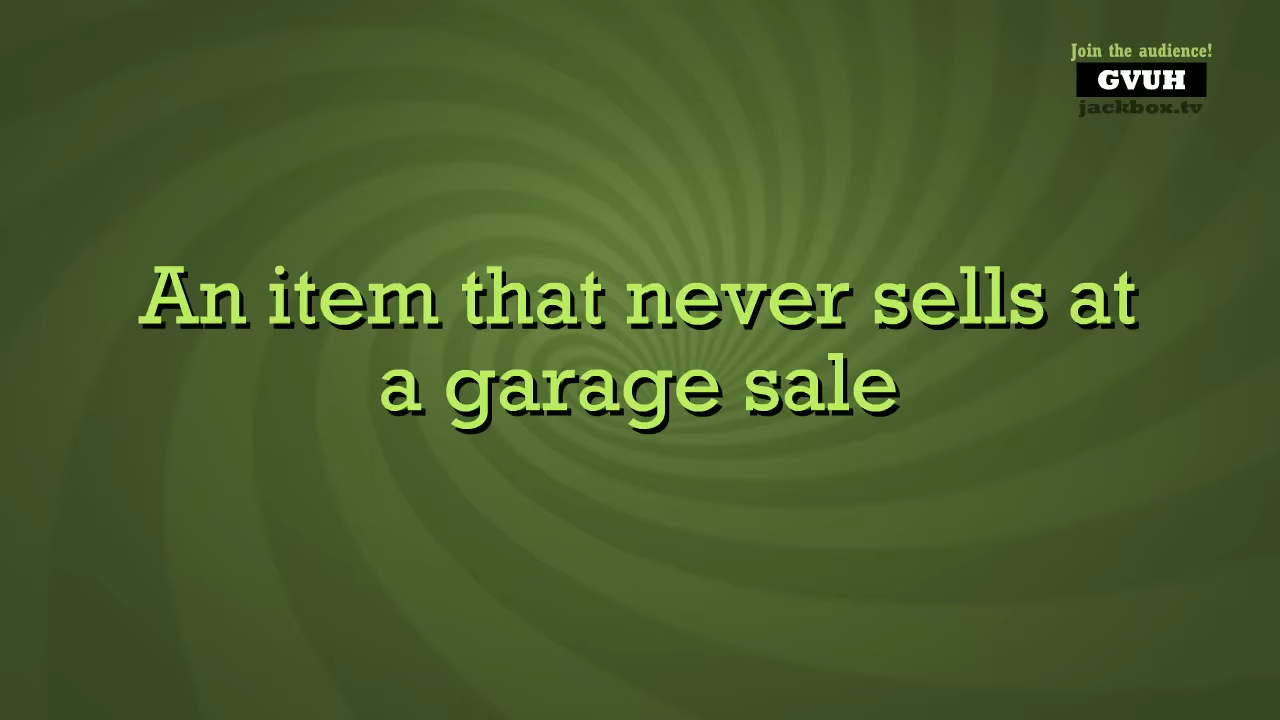 Join the audience!
GVUH
jackbox.tv
An item that never sells at
a garage sale